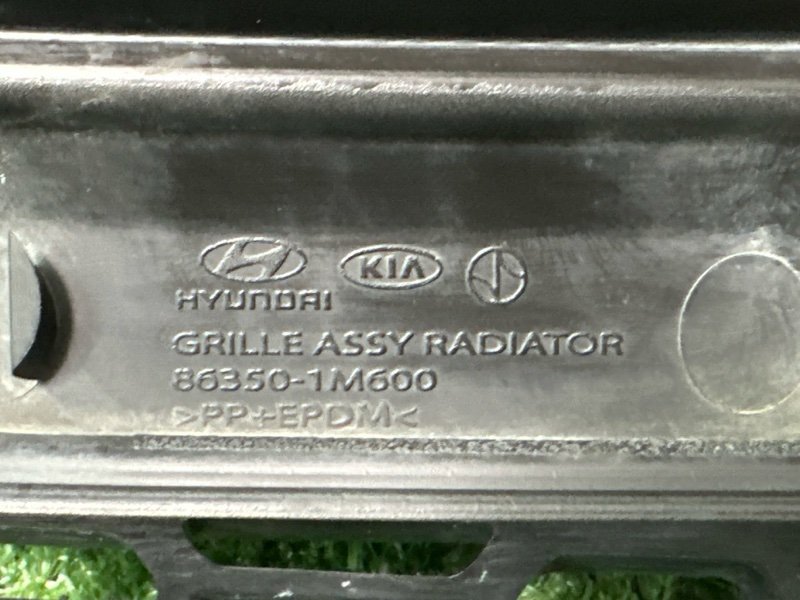 HYUNDAI KIA
GRILLE ASSY RADIATOR
86350-1M600
>PP+EPDM<